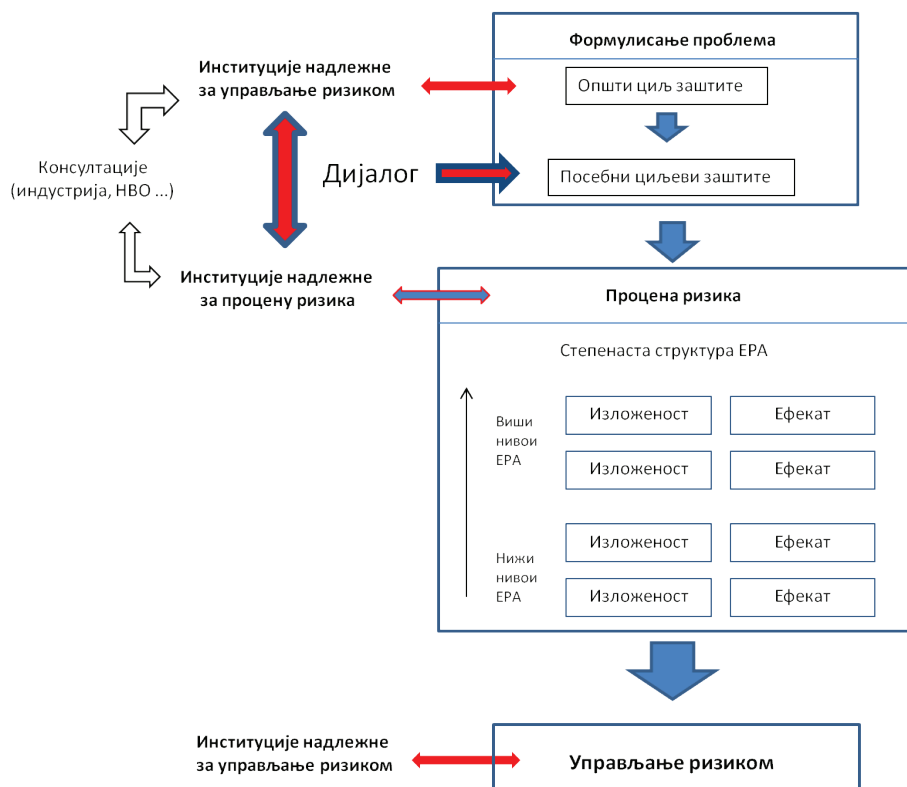 Формулисање проблема
Институције надлежне
за управљање ризиком
Општи циљ заштите
Консултације
(индустрија, НВО ...)
Дијалог
Посебни циљеви заштите
Институције надлежне
за процену ризика
Процена ризика
Степенаста структура ЕРА
Виши
нивои
ЕРА
Изложеност
Ефекат
Изложеност
Ефекат
Нижи
нивои
ЕРА
Изложеност
Ефекат
Изложеност
Ефекат
Институције надлежне
за управљање ризиком
Управљање ризиком